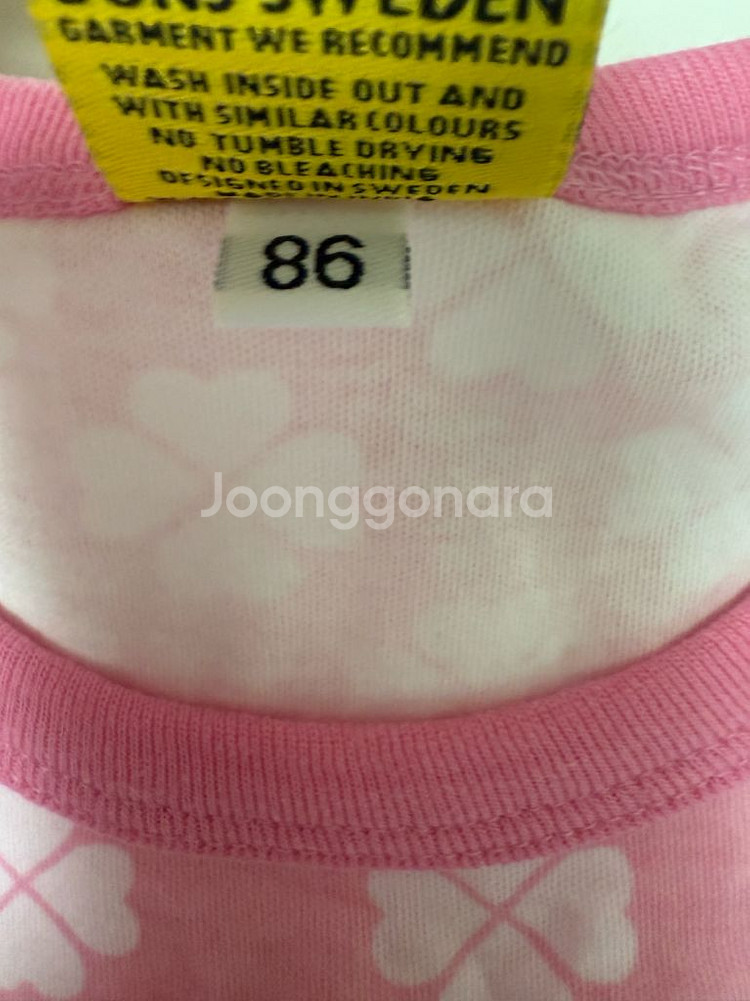 SWEDEN
GARMENT WE RECOMMEND
WASH INSIDE OUT AND
WITH SIMILAR COLOURS
NO TUMBLE DRYING
NO BLEACHING
DESIGNED IN SWEDEN
86
Joonggonara